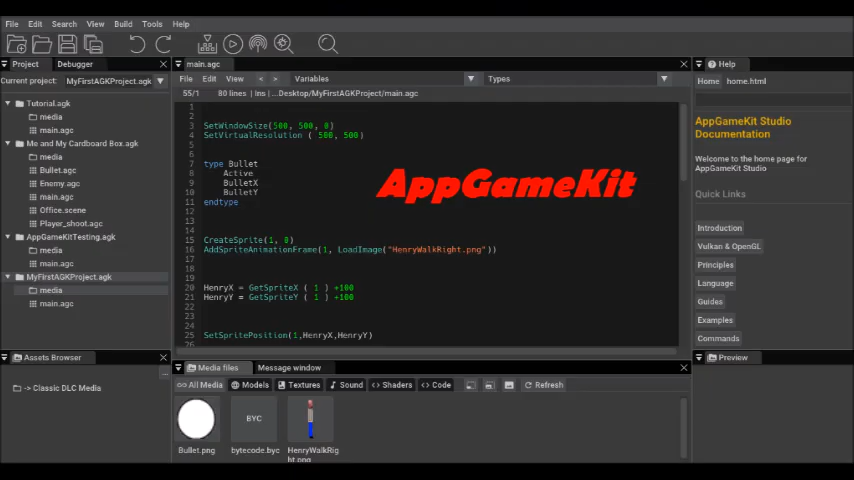 File Edit Search View Build Tools Help
Project Debugger
Current project: MyFirstAGKProject.agk
Tutorial.agk
media
main.agc
Me and My Cardboard Box.agk
media
Bullet.agc
Enemy.agc
main.agc
Office.scene
Player_shoot.agc
AppGameKitTesting.agk
media
main.agc
MyFirstAGKProject.agk
media
main.agc
Assets Browser
...
-> Classic DLC Media
main.agc
File Edit View < > Variables Types
55/1 80 lines | Ins | ...Desktop/MyFirstAGKProject/main.agc
1
2
3 SetWindowSize(500, 500, 0)
4 SetVirtualResolution ( 500, 500)
5
6
7 type Bullet
8 Active
9 BulletX
10 BulletY
11 endtype
12
13
14
15 CreateSprite(1, 0)
16 AddSpriteAnimationFrame(1, LoadImage("HenryWalkRight.png"))
17
18
19
20 HenryX = GetSpriteX ( 1 ) +100
21 HenryY = GetSpriteY ( 1 ) +100
22
23
24
25 SetSpritePosition(1,HenryX,HenryY)
26
AppGameKit
Media files Message window
All Media Models Textures Sound Shaders Code Refresh
BYC
Bullet.png bytecode.byc HenryWalkRig
ht.png
Help
Home home.html
AppGameKit Studio
Documentation
Welcome to the home page for
AppGameKit Studio
Quick Links
Introduction
Vulkan & OpenGL
Principles
Language
Guides
Examples
Commands
Preview